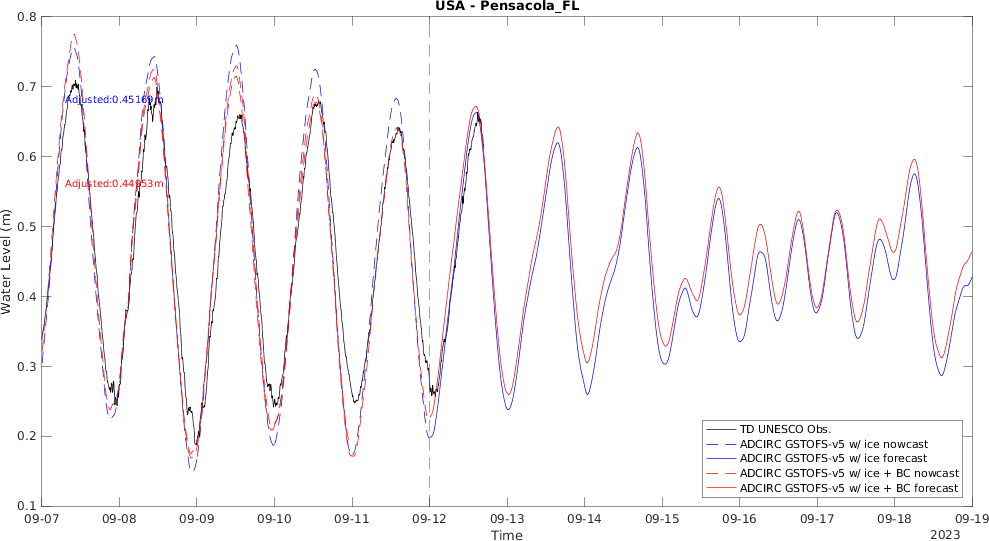 USA - Pensacola_FL
0.8
0.7
0.6
0.5
0.4
0.3
0.2
0.1
Water Level (m)
Adjusted:0.45169m
Adjusted:0.44953m
TD UNESCO Obs.
ADCIRC GSTOFS-v5 w/ ice nowcast
ADCIRC GSTOFS-v5 w/ ice forecast
ADCIRC GSTOFS-v5 w/ ice + BC nowcast
ADCIRC GSTOFS-v5 w/ ice + BC forecast
09-07 09-08 09-09 09-10 09-11 09-12 09-13 09-14 09-15 09-16 09-17 09-18 09-19
Time
2023